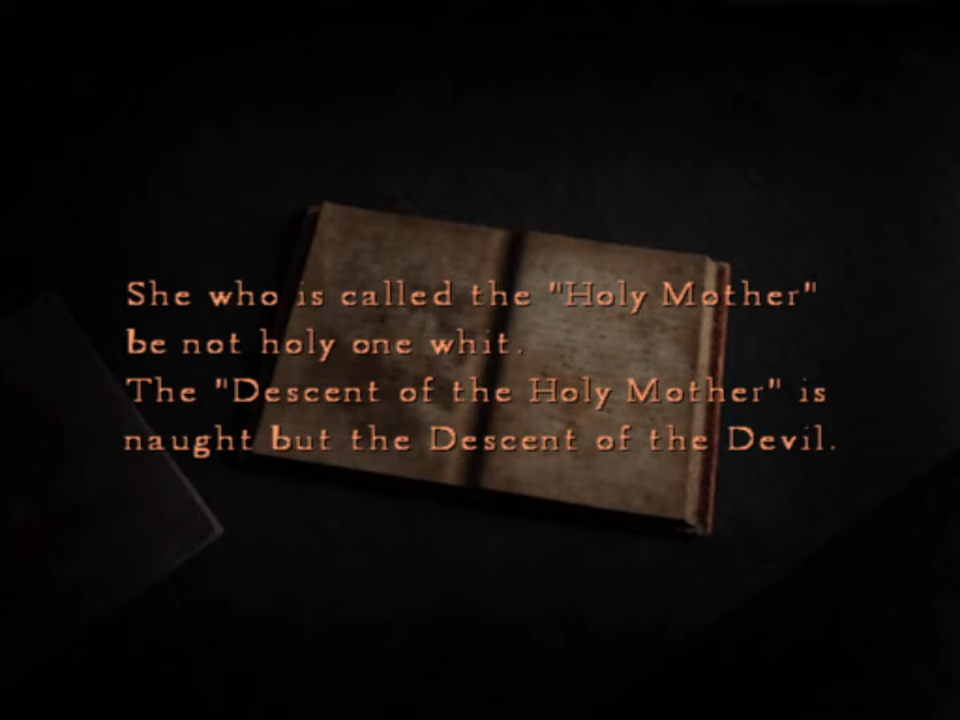 She who is called the "Holy Mother"
be not holy one whit.
The "Descent of the Holy Mother" is
naught but the Descent of the Devil.